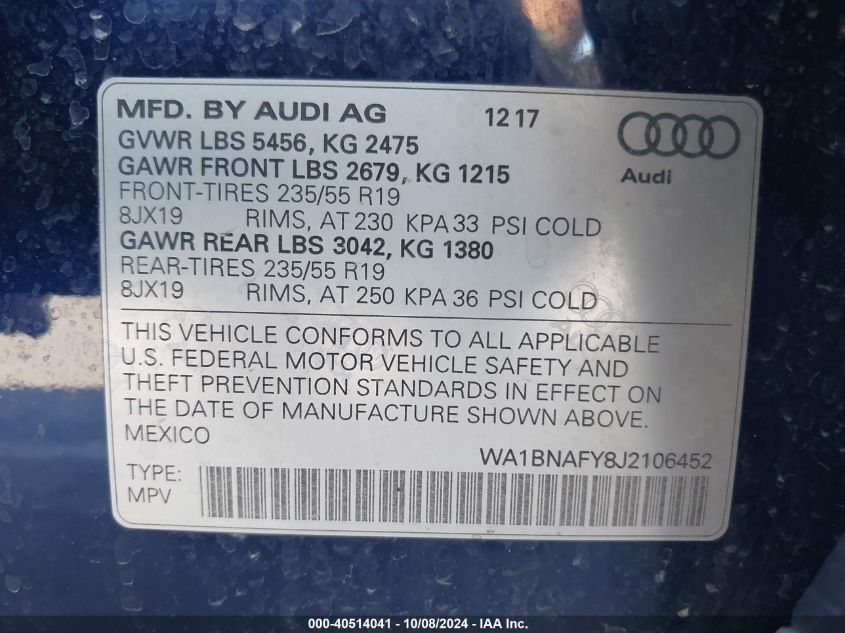 MFD. BY AUDI AG 12 17
GVWR LBS 5456, KG 2475
GAWR FRONT LBS 2679, KG 1215
FRONT-TIRES 235/55 R19
8JX19 RIMS, AT 230 KPA 33 PSI COLD
GAWR REAR LBS 3042, KG 1380
REAR-TIRES 235/55 R19
8JX19 RIMS, AT 250 KPA 36 PSI COLD
Audi
THIS VEHICLE CONFORMS TO ALL APPLICABLE
U.S. FEDERAL MOTOR VEHICLE SAFETY AND
THEFT PREVENTION STANDARDS IN EFFECT ON
THE DATE OF MANUFACTURE SHOWN ABOVE.
MEXICO
WA1BNAFY8J2106452
TYPE:
MPV
000-40514041 - 10/08/2024 - IAA Inc.